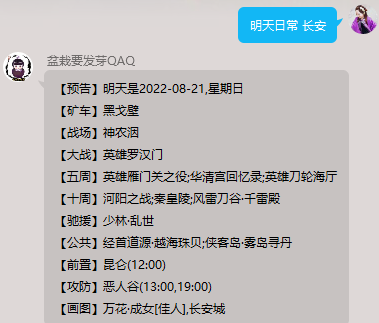 明天日常 长安
盆栽要发芽QAQ
【预告】明天是2022-08-21,星期日
【矿车】黑戈壁
【战场】神农洇
【大战】英雄罗汉门
【五周】英雄雁门关之役;华清宫回忆录;英雄刀轮海厅
【十周】河阳之战;秦皇陵;风雷刀谷·千雷殿
【驰援】少林·乱世
【公共】经首道源·越海珠贝;侠客岛·雾岛寻丹
【前置】昆仑(12:00)
【攻防】恶人谷(13:00,19:00)
【画图】万花·成女[佳人],长安城